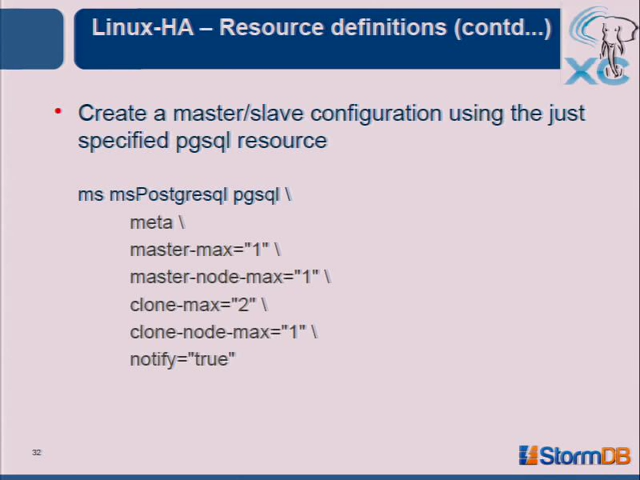 Linux-HA – Resource definitions (contd...)
XC
• Create a master/slave configuration using the just
specified pgsql resource
ms msPostgresql pgsql \
meta \
master-max="1" \
master-node-max="1" \
clone-max="2" \
clone-node-max="1" \
notify="true"
32
StormDB